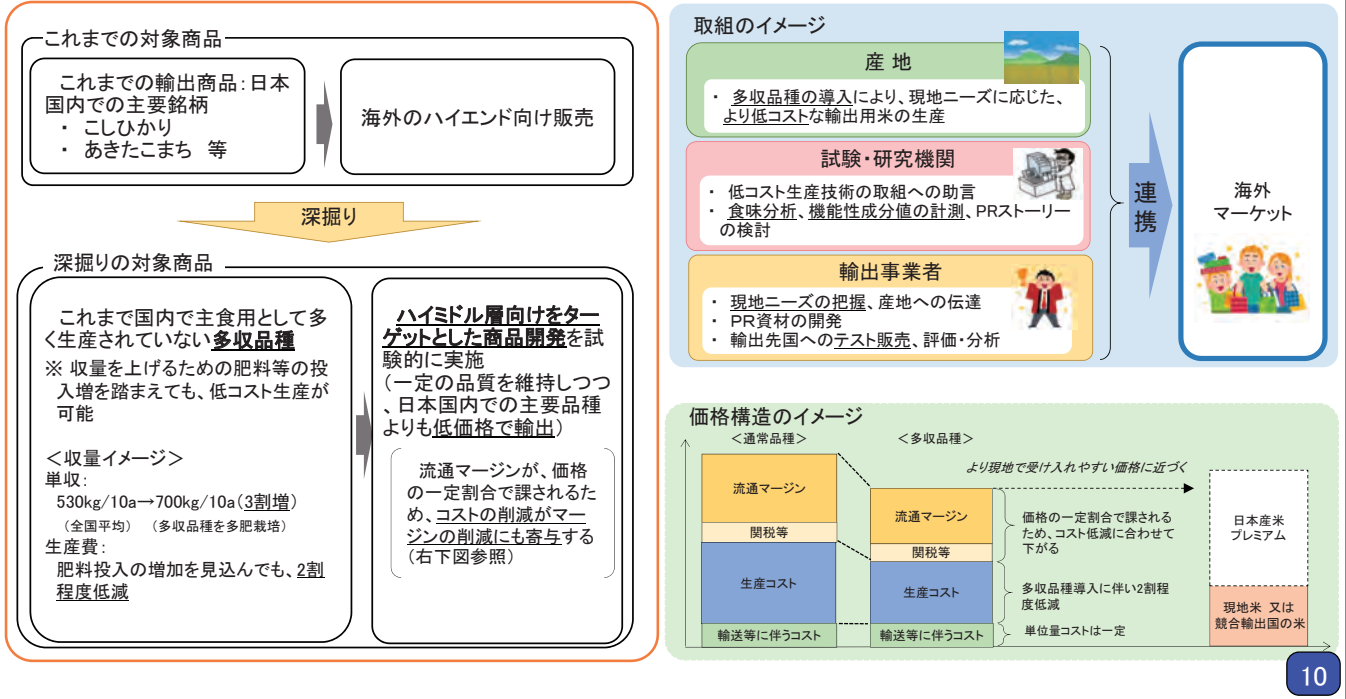 これまでの対象商品
これまでの輸出商品：日本
国内での主要銘柄
・ こしひかり
・ あきたこまち 等
海外のハイエンド向け販売
深掘り
深掘りの対象商品
これまで国内で主食用として多
く生産されていない多収品種
※ 収量を上げるための肥料等の投
入増を踏まえても、低コスト生産が
可能
＜収量イメージ＞
単収：
530kg/10a→700kg/10a（3割増）
（全国平均） （多収品種を多肥栽培）
生産費：
肥料投入の増加を見込んでも、2割
程度低減
ハイミドル層向けをター
ゲットとした商品開発を試
験的に実施
（一定の品質を維持しつつ
、日本国内での主要品種
よりも低価格で輸出）
流通マージンが、価格
の一定割合で課されるた
め、コストの削減がマー
ジンの削減にも寄与する
（右下図参照）
取組のイメージ
産 地
・ 多収品種の導入により、現地ニーズに応じた、
より低コストな輸出用米の生産
試験・研究機関
・ 低コスト生産技術の取組への助言
・ 食味分析、機能性成分値の計測、PRストーリー
の検討
輸出事業者
・ 現地ニーズの把握、産地への伝達
・ PR資材の開発
・ 輸出先国へのテスト販売、評価・分析
連携
海外
マーケット
価格構造のイメージ
＜通常品種＞
＜多収品種＞
より現地で受け入れやすい価格に近づく
流通マージン
関税等
生産コスト
輸送等に伴うコスト
流通マージン
関税等
生産コスト
輸送等に伴うコスト
価格の一定割合で課される
ため、コスト低減に合わせて
下がる
多収品種導入に伴い2割程
度低減
単位量コストは一定
日本産米
プレミアム
現地米 又は
競合輸出国の米
10